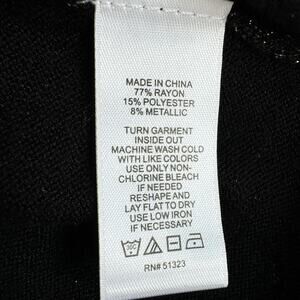 MADE IN CHINA
77% RAYON
15% POLYESTER
8% METALLIC
TURN GARMENT
INSIDE OUT
MACHINE WASH COLD
WITH LIKE COLORS
USE ONLY NON-
CHLORINE BLEACH
IF NEEDED
RESHAPE AND
LAY FLAT TO DRY
USE LOW IRON
IF NECESSARY
30C
RN# 51323